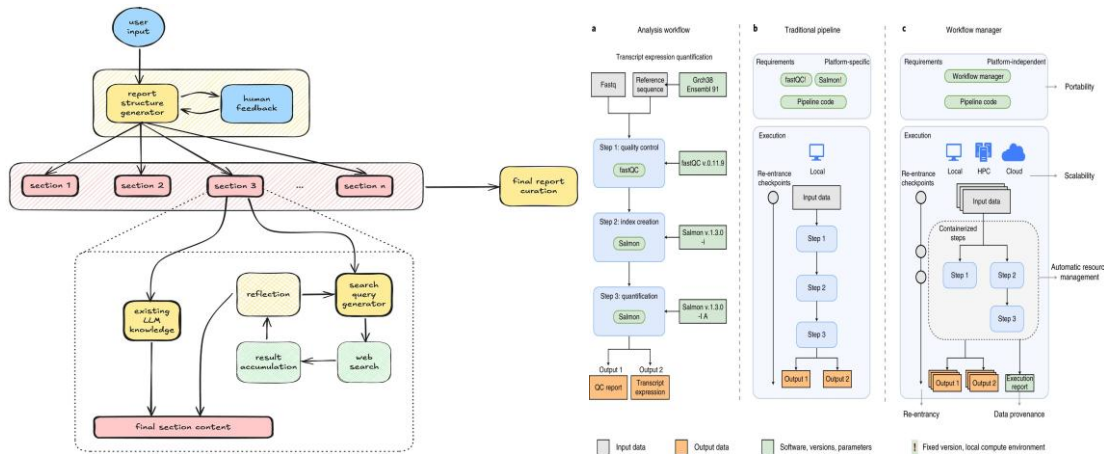 user
input
report
structure
generator
human
feedback
section 1
section 2
section 3
...
section n
final report
curation
existing
LLM
knowledge
reflection
search
query
generator
result
accumulation
web
search
final section content
a
Analysis workflow
Transcript expression quantification
Fastq
Reference
sequence
Grch38
Ensembl 91
Step 1: quality control
fastQC
fastQC v.0.11.9
Step 2: index creation
Salmon
Salmon v.1.3.0
-I
Step 3: quantification
Salmon
Salmon v.1.3.0
-I A
Output 1
Output 2
QC report
Transcript
expression
b
Traditional pipeline
Requirements
Platform-specific
fastQC!
Salmon!
Pipeline code
Execution
Local
Re-entrance
checkpoints
Input data
Step 1
Step 2
Step 3
Output 1
Output 2
c
Workflow manager
Requirements
Platform-independent
Workflow manager
Pipeline code
Portability
Execution
Local
HPC
Cloud
Scalability
Re-entrance
checkpoints
Input data
Containerized
steps
Step 1
Step 2
Step 3
Automatic resourc
management
Output 1
Output 2
Execution
report
Re-entrancy
Data provenance
Input data
Output data
Software, versions, parameters
! Fixed version, local compute environment